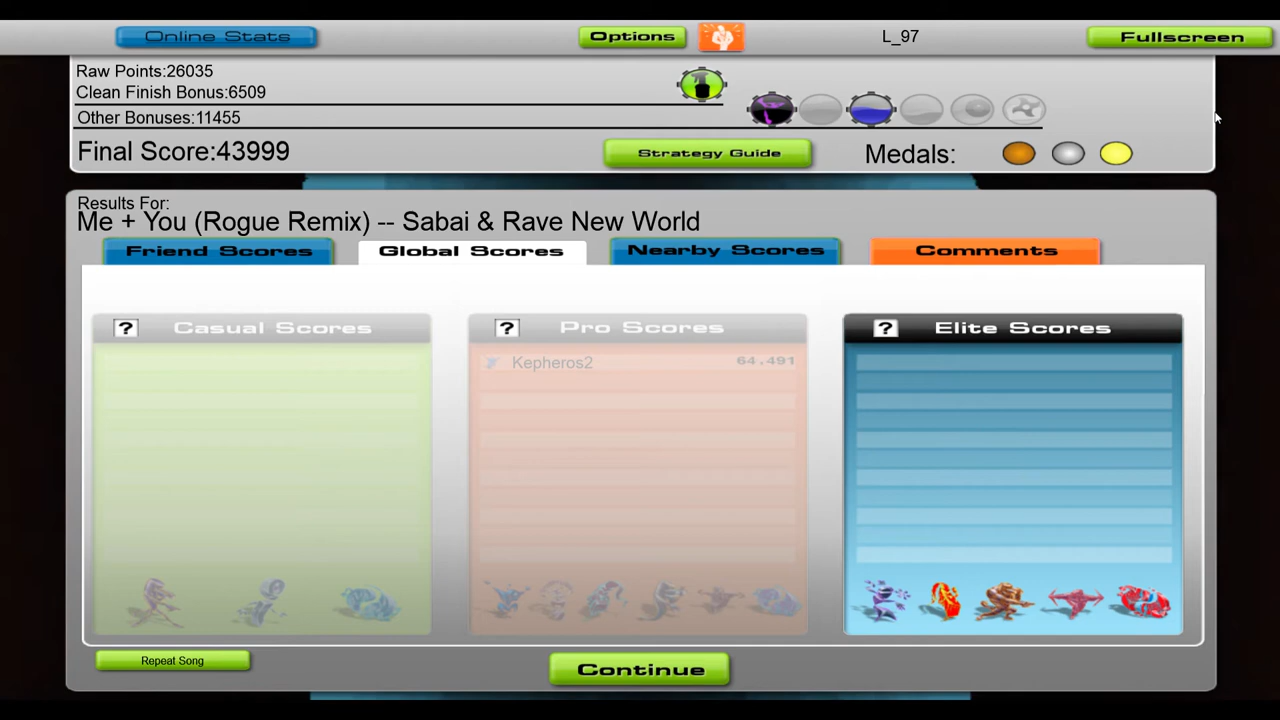 Online Stats
Options
L_97
Fullscreen
Raw Points:26035
Clean Finish Bonus:6509
Other Bonuses:11455
Final Score:43999
Strategy Guide
Medals:
Results For:
Me + You (Rogue Remix) -- Sabai & Rave New World
Friend Scores
Global Scores
Nearby Scores
Comments
? Casual Scores
? Pro Scores
? Elite Scores
Kepheros2 64.491
Repeat Song
Continue